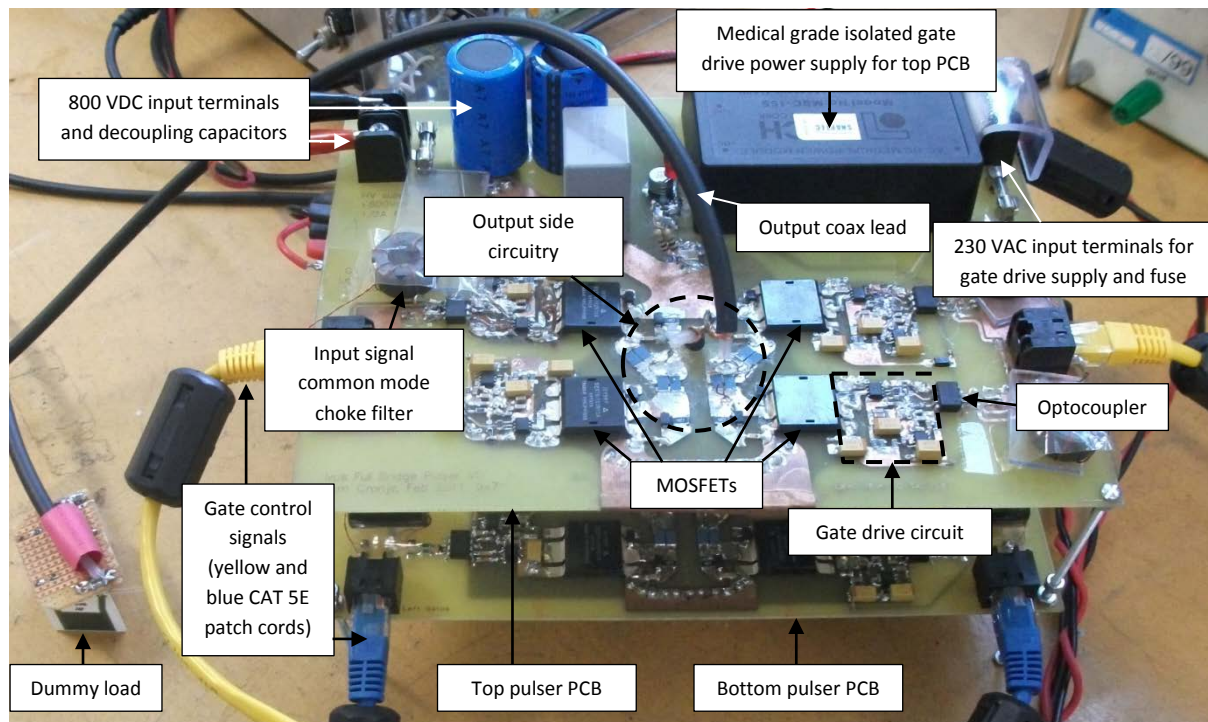 Medical grade isolated gate
drive power supply for top PCB
800 VDC input terminals
and decoupling capacitors
Output side
circuitry
Output coax lead
230 VAC input terminals for
gate drive supply and fuse
Input signal
common mode
choke filter
Optocoupler
MOSFETs
Gate drive circuit
Gate control
signals
(yellow and
blue CAT 5E
patch cords)
Dummy load
Top pulser PCB
Bottom pulser PCB